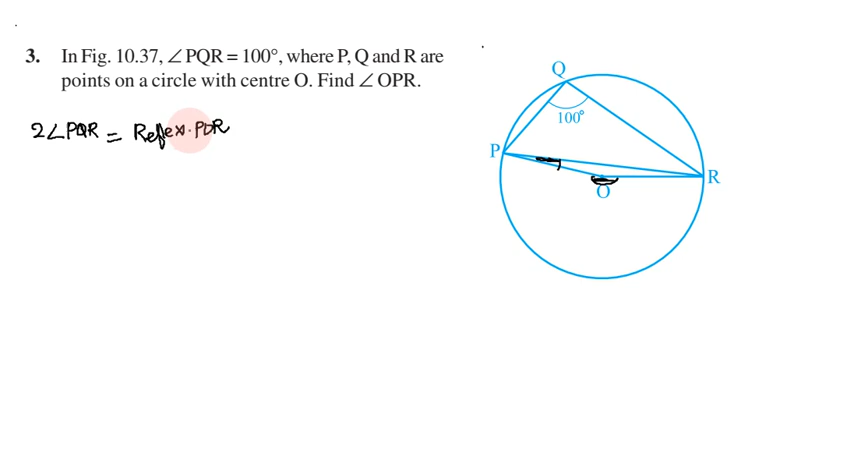 3. In Fig. 10.37, ∠ PQR = 100°, where P, Q and R are
points on a circle with centre O. Find ∠ OPR.
2∠PQR = Reflex. POR
Q
100°
P
R
O